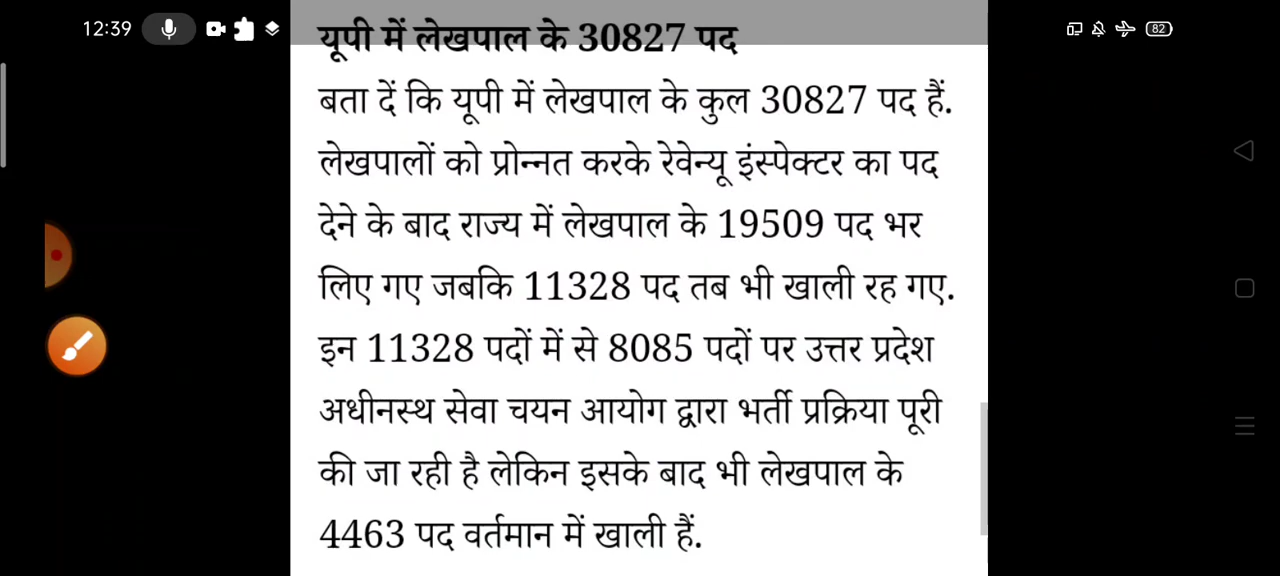 12:39
82
यूपी में लेखपाल के 30827 पद
बता दें कि यूपी में लेखपाल के कुल 30827 पद हैं.
लेखपालों को प्रोन्नत करके रेवेन्यू इंस्पेक्टर का पद
देने के बाद राज्य में लेखपाल के 19509 पद भर
लिए गए जबकि 11328 पद तब भी खाली रह गए.
इन 11328 पदों में से 8085 पदों पर उत्तर प्रदेश
अधीनस्थ सेवा चयन आयोग द्वारा भर्ती प्रक्रिया पूरी
की जा रही है लेकिन इसके बाद भी लेखपाल के
4463 पद वर्तमान में खाली हैं.